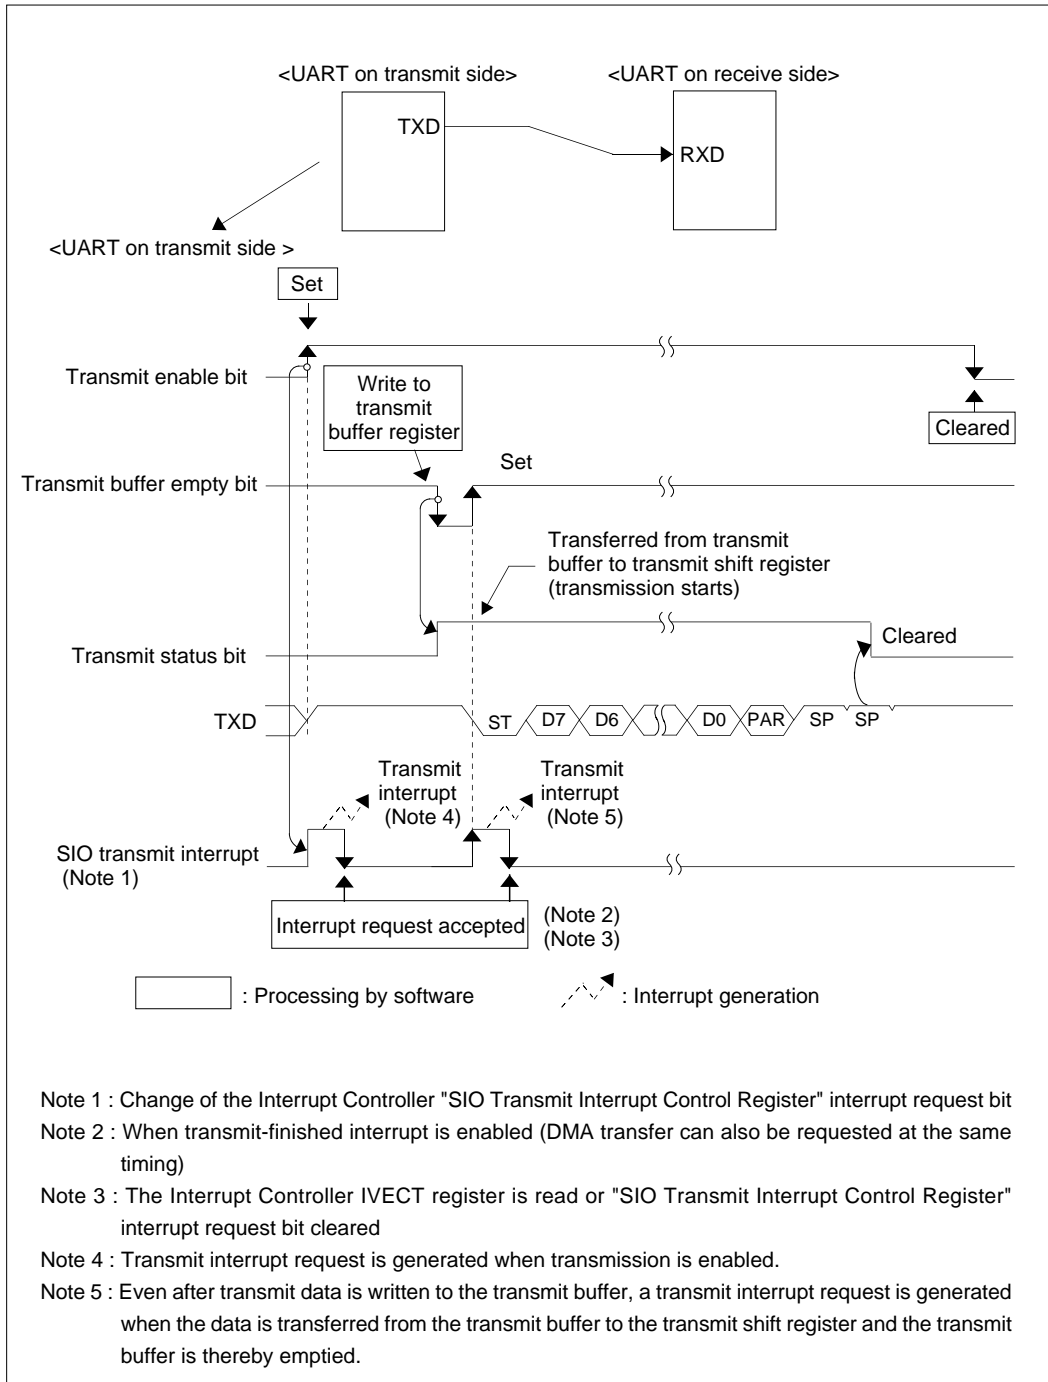 <UART on transmit side>
<UART on receive side>
TXD
RXD
<UART on transmit side >
Set
Transmit enable bit
Write to
transmit
buffer register
Cleared
Set
Transmit buffer empty bit
Transferred from transmit
buffer to transmit shift register
(transmission starts)
Cleared
Transmit status bit
TXD
ST
D7
D6
D0
PAR
SP
SP
Transmit
interrupt
(Note 4)
Transmit
interrupt
(Note 5)
SIO transmit interrupt
(Note 1)
Interrupt request accepted
(Note 2)
(Note 3)
: Processing by software
: Interrupt generation
Note 1 : Change of the Interrupt Controller "SIO Transmit Interrupt Control Register" interrupt request bit
Note 2 : When transmit-finished interrupt is enabled (DMA transfer can also be requested at the same
timing)
Note 3 : The Interrupt Controller IVECT register is read or "SIO Transmit Interrupt Control Register"
interrupt request bit cleared
Note 4 : Transmit interrupt request is generated when transmission is enabled.
Note 5 : Even after transmit data is written to the transmit buffer, a transmit interrupt request is generated
when the data is transferred from the transmit buffer to the transmit shift register and the transmit
buffer is thereby emptied.